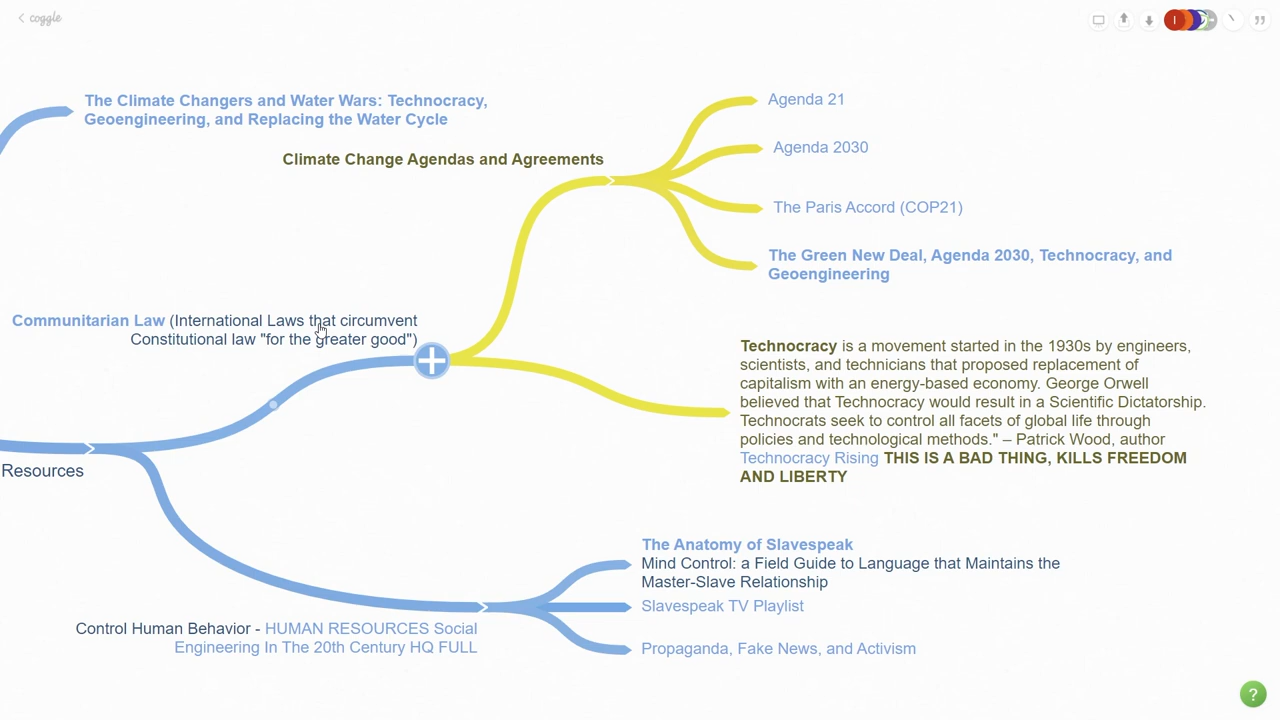 coggle
The Climate Changers and Water Wars: Technocracy,
Geoengineering, and Replacing the Water Cycle
Climate Change Agendas and Agreements
Agenda 21
Agenda 2030
The Paris Accord (COP21)
The Green New Deal, Agenda 2030, Technocracy, and
Geoengineering
Communitarian Law (International Laws that circumvent
Constitutional law "for the greater good")
Technocracy is a movement started in the 1930s by engineers,
scientists, and technicians that proposed replacement of
capitalism with an energy-based economy. George Orwell
believed that Technocracy would result in a Scientific Dictatorship.
Technocrats seek to control all facets of global life through
policies and technological methods." – Patrick Wood, author
Technocracy Rising THIS IS A BAD THING, KILLS FREEDOM
AND LIBERTY
Resources
The Anatomy of Slavespeak
Mind Control: a Field Guide to Language that Maintains the
Master-Slave Relationship
Slavespeak TV Playlist
Propaganda, Fake News, and Activism
Control Human Behavior - HUMAN RESOURCES Social
Engineering In The 20th Century HQ FULL
I
?